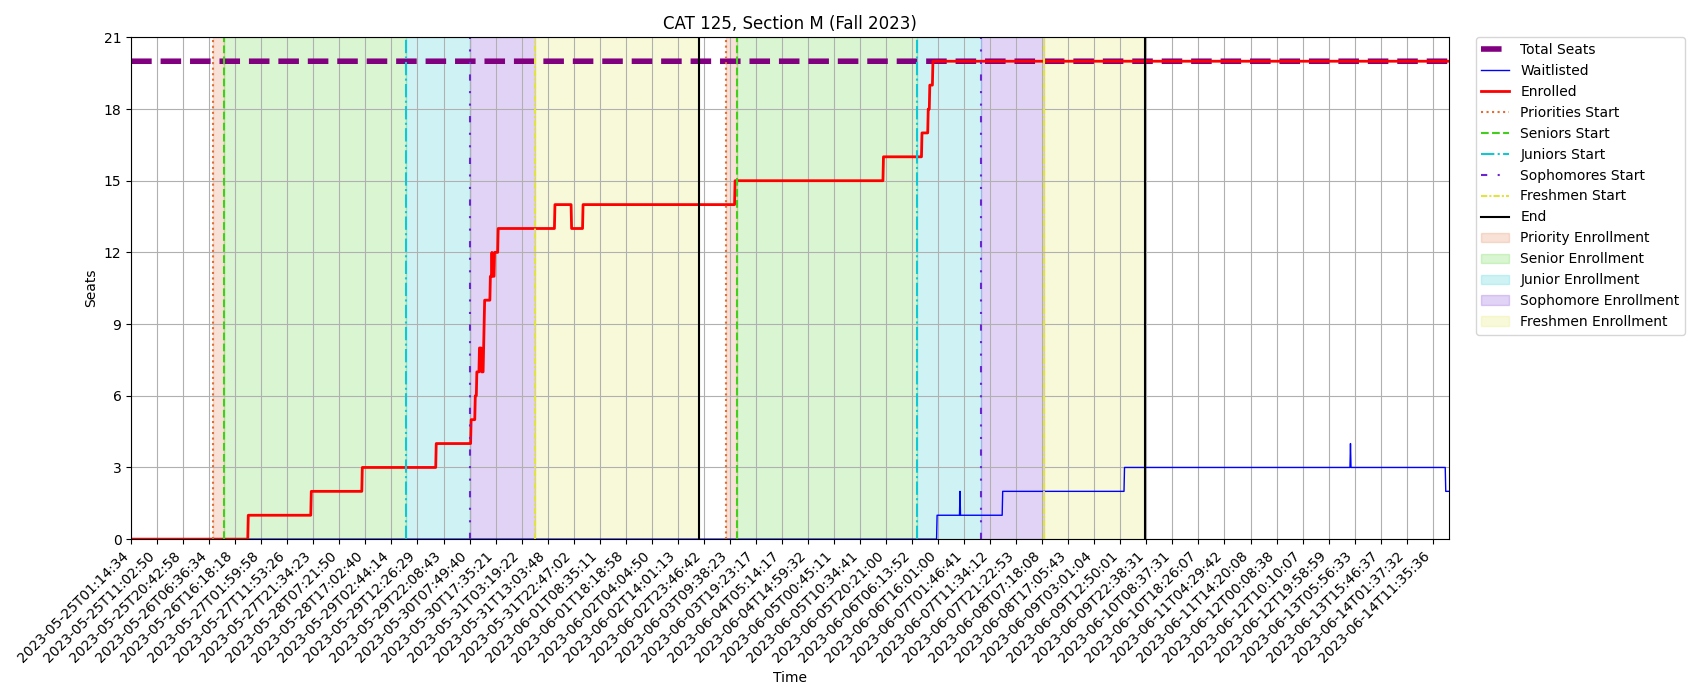 CAT 125, Section M (Fall 2023)
21
18
15
12
9
6
3
0
Seats
2023-05-25T01:14:34
2023-05-25T11:02:50
2023-05-25T20:42:58
2023-05-26T06:36:34
2023-05-26T16:18:18
2023-05-27T01:59:58
2023-05-27T11:53:26
2023-05-27T21:34:23
2023-05-28T07:21:50
2023-05-28T17:02:40
2023-05-29T02:44:14
2023-05-29T12:26:29
2023-05-29T22:08:43
2023-05-30T07:49:40
2023-05-30T17:35:21
2023-05-31T03:19:22
2023-05-31T13:03:48
2023-05-31T22:47:02
2023-06-01T08:35:11
2023-06-01T18:18:58
2023-06-02T04:04:50
2023-06-02T14:01:13
2023-06-02T23:46:42
2023-06-03T09:38:23
2023-06-03T19:23:17
2023-06-04T05:14:17
2023-06-04T14:59:32
2023-06-05T00:45:11
2023-06-05T10:34:41
2023-06-05T20:21:00
2023-06-06T06:13:52
2023-06-06T16:01:00
2023-06-07T01:46:41
2023-06-07T11:34:12
2023-06-07T21:22:53
2023-06-08T07:18:08
2023-06-08T17:05:43
2023-06-09T03:01:04
2023-06-09T12:50:01
2023-06-09T22:38:31
2023-06-10T08:37:31
2023-06-10T18:26:07
2023-06-11T04:29:42
2023-06-11T14:20:08
2023-06-12T00:08:38
2023-06-12T10:10:07
2023-06-12T19:58:59
2023-06-13T05:56:33
2023-06-13T15:46:37
2023-06-14T01:37:32
2023-06-14T11:35:36
Time
Total Seats
Waitlisted
Enrolled
Priorities Start
Seniors Start
Juniors Start
Sophomores Start
Freshmen Start
End
Priority Enrollment
Senior Enrollment
Junior Enrollment
Sophomore Enrollment
Freshmen Enrollment